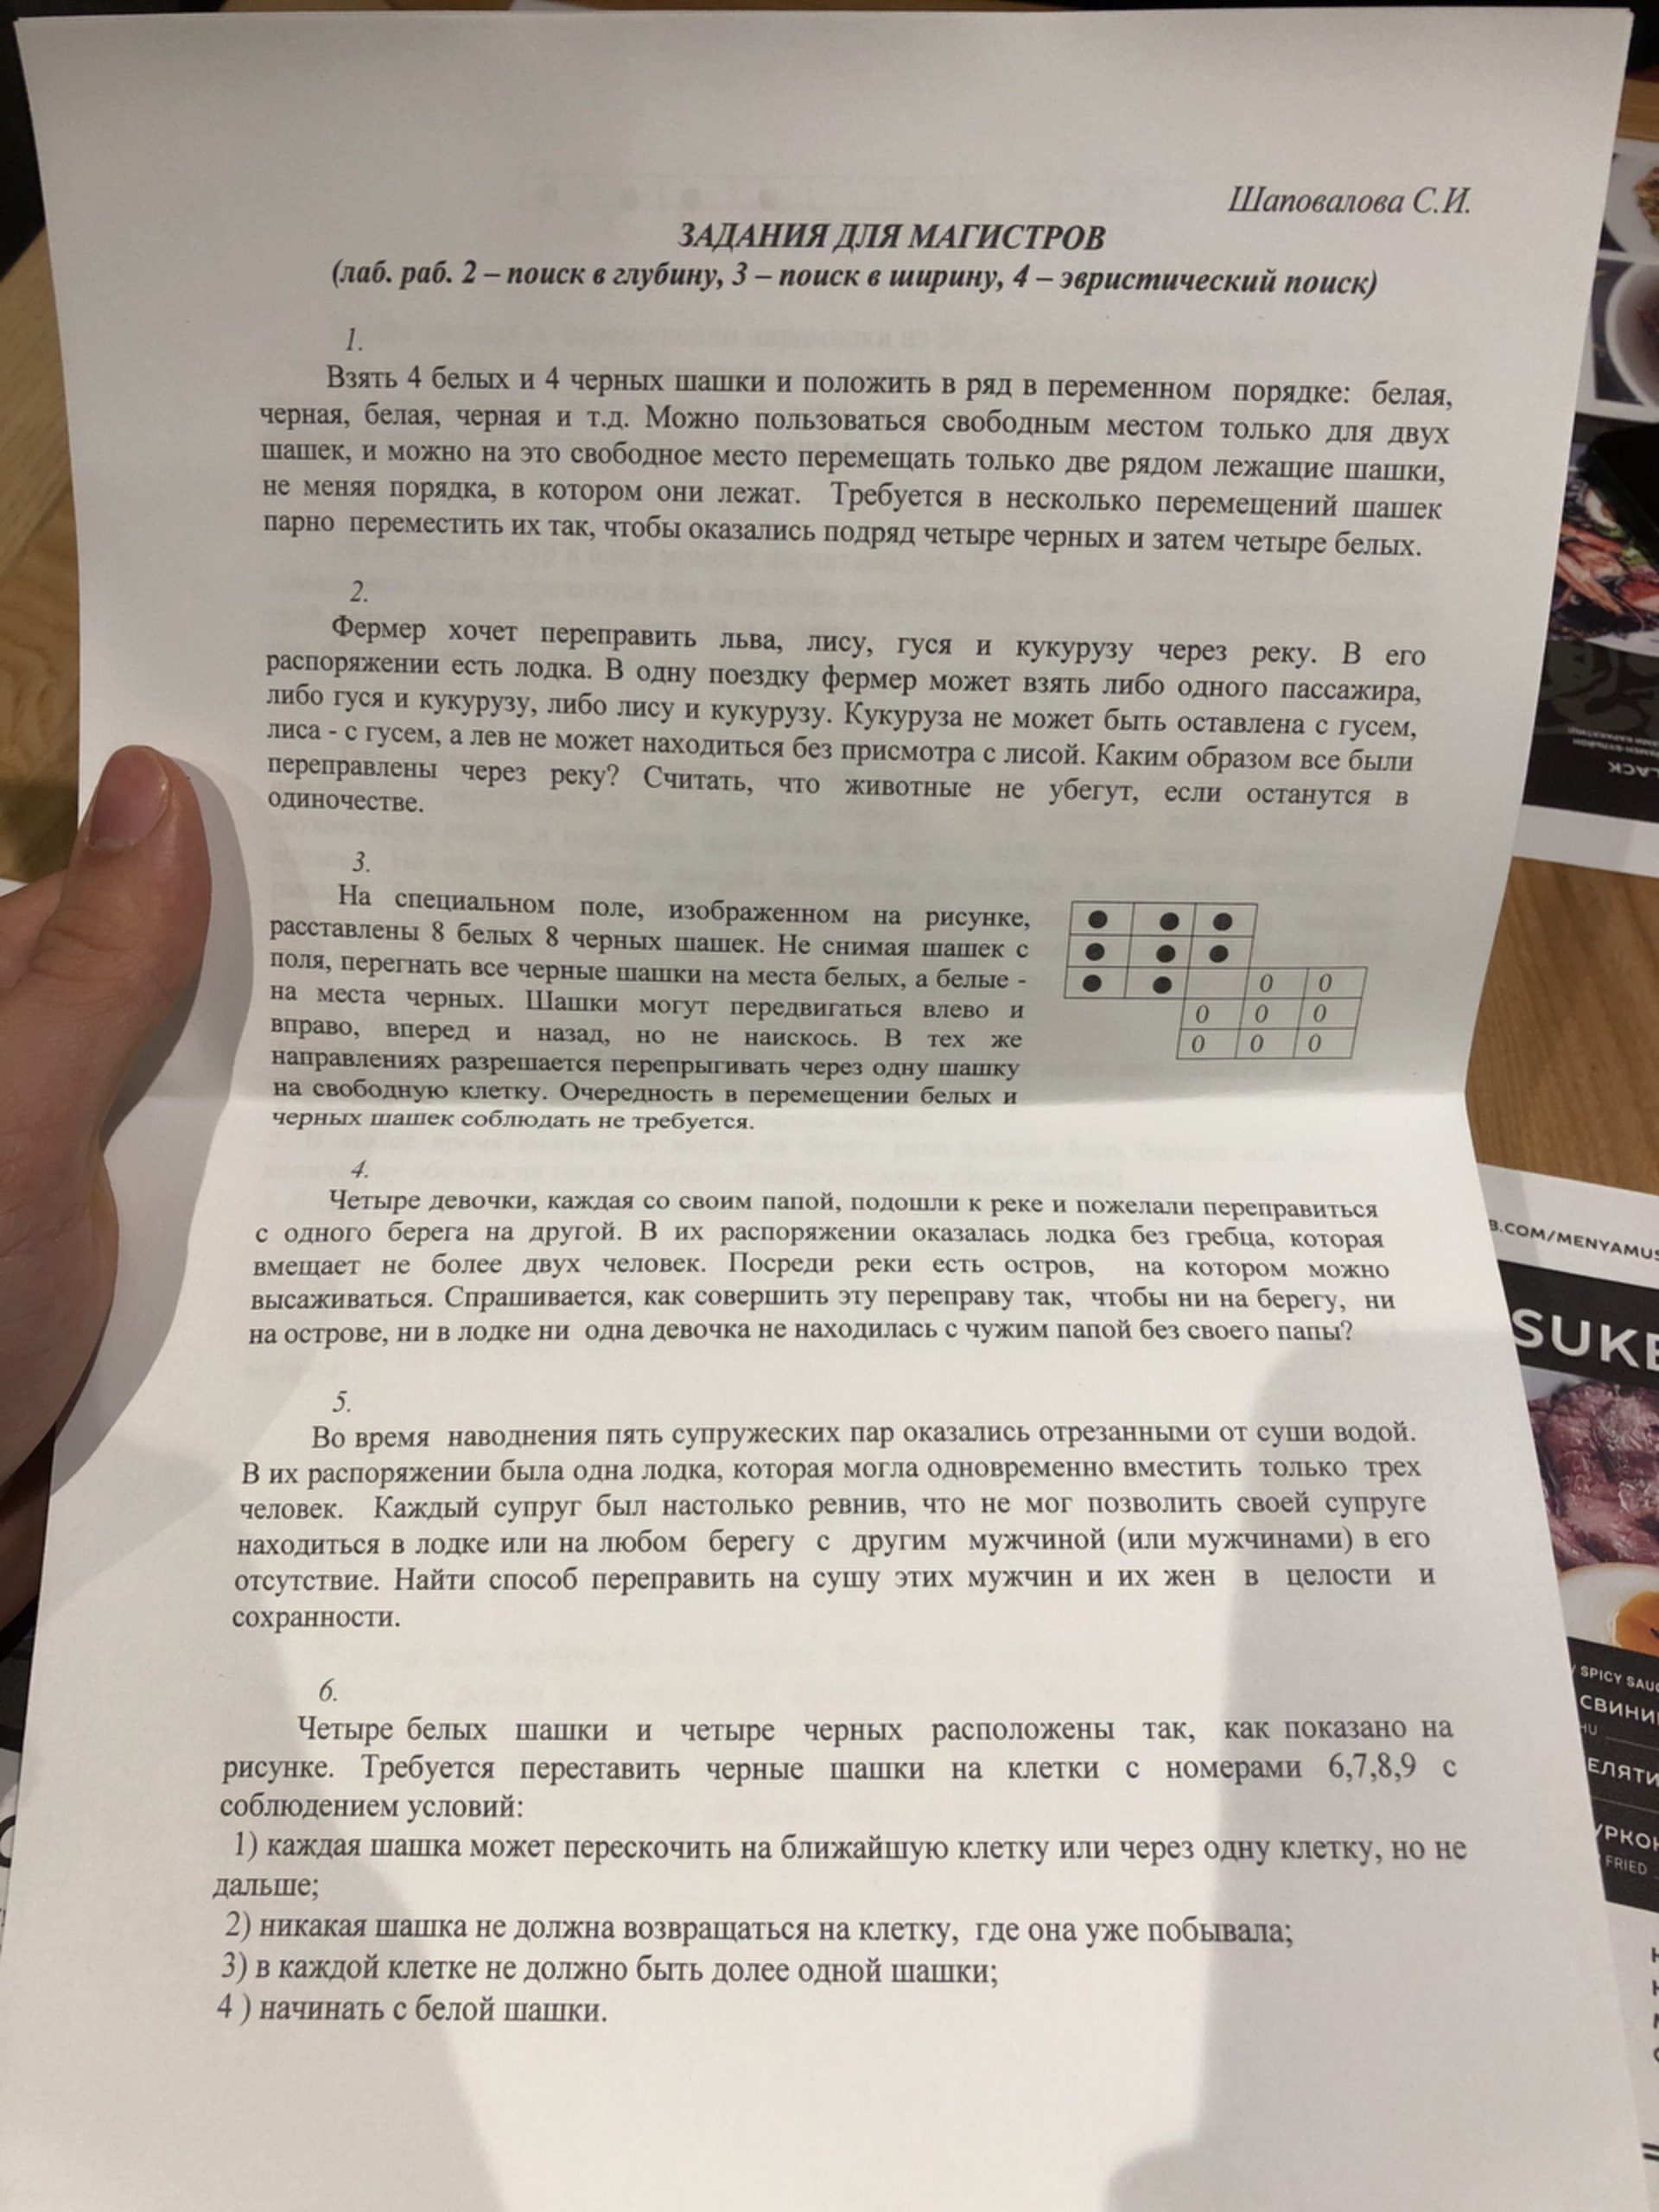 Шаповалова С.И.
ЗАДАНИЯ ДЛЯ МАГИСТРОВ
(лаб. раб. 2 – поиск в глубину, 3 – поиск в ширину, 4 – эвристический поиск)
1.
Взять 4 белых и 4 черных шашки и положить в ряд в переменном порядке: белая,
черная, белая, черная и т.д. Можно пользоваться свободным местом только для двух
шашек, и можно на это свободное место перемещать только две рядом лежащие шашки,
не меняя порядка, в котором они лежат. Требуется в несколько перемещений шашек
парно переместить их так, чтобы оказались подряд четыре черных и затем четыре белых.
2.
Фермер хочет переправить льва, лису, гуся и кукурузу через реку. В его
распоряжении есть лодка. В одну поездку фермер может взять либо одного пассажира,
либо гуся и кукурузу, либо лису и кукурузу. Кукуруза не может быть оставлена с гусем,
лиса - с гусем, а лев не может находиться без присмотра с лисой. Каким образом все были
переправлены через реку? Считать, что животные не убегут, если останутся в
одиночестве.
3.
На специальном поле, изображенном на рисунке,
расставлены 8 белых 8 черных шашек. Не снимая шашек с
поля, перегнать все черные шашки на места белых, а белые -
на места черных. Шашки могут передвигаться влево и
вправо, вперед и назад, но не наискось. В тех же
направлениях разрешается перепрыгивать через одну шашку
на свободную клетку. Очередность в перемещении белых и
черных шашек соблюдать не требуется.
0 0
0 0 0
0 0 0
4.
Четыре девочки, каждая со своим папой, подошли к реке и пожелали переправиться
с одного берега на другой. В их распоряжении оказалась лодка без гребца, которая
вмещает не более двух человек. Посреди реки есть остров, на котором можно
высаживаться. Спрашивается, как совершить эту переправу так, чтобы ни на берегу, ни
на острове, ни в лодке ни одна девочка не находилась с чужим папой без своего папы?
5.
Во время наводнения пять супружеских пар оказались отрезанными от суши водой.
В их распоряжении была одна лодка, которая могла одновременно вместить только трех
человек. Каждый супруг был настолько ревнив, что не мог позволить своей супруге
находиться в лодке или на любом берегу с другим мужчиной (или мужчинами) в его
отсутствие. Найти способ переправить на сушу этих мужчин и их жен в целости и
сохранности.
6.
Четыре белых шашки и четыре черных расположены так, как показано на
рисунке. Требуется переставить черные шашки на клетки с номерами 6,7,8,9 с
соблюдением условий:
1) каждая шашка может перескочить на ближайшую клетку или через одну клетку, но не
дальше;
2) никакая шашка не должна возвращаться на клетку, где она уже побывала;
3) в каждой клетке не должно быть долее одной шашки;
4 ) начинать с белой шашки.
B.COM/MENYAMUS
SUKE
SPICY SAU
СВИНИ
ЕЛЯТИ
FRIED